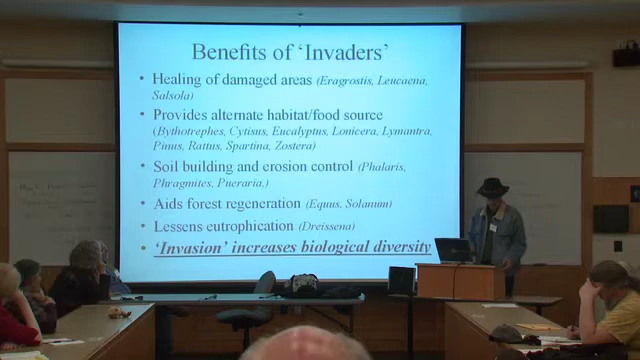 Benefits of 'Invaders'
• Healing of damaged areas (Eragrostis, Leucaena,
Salsola)
• Provides alternate habitat/food source
(Bythotrephes, Cytisus, Eucalyptus, Lonicera, Lymantra,
Pinus, Rattus, Spartina, Zostera)
• Soil building and erosion control (Phalaris,
Phragmites, Pueraria,)
• Aids forest regeneration (Equus, Solanum)
• Lessens eutrophication (Dreissena)
• 'Invasion' increases biological diversity